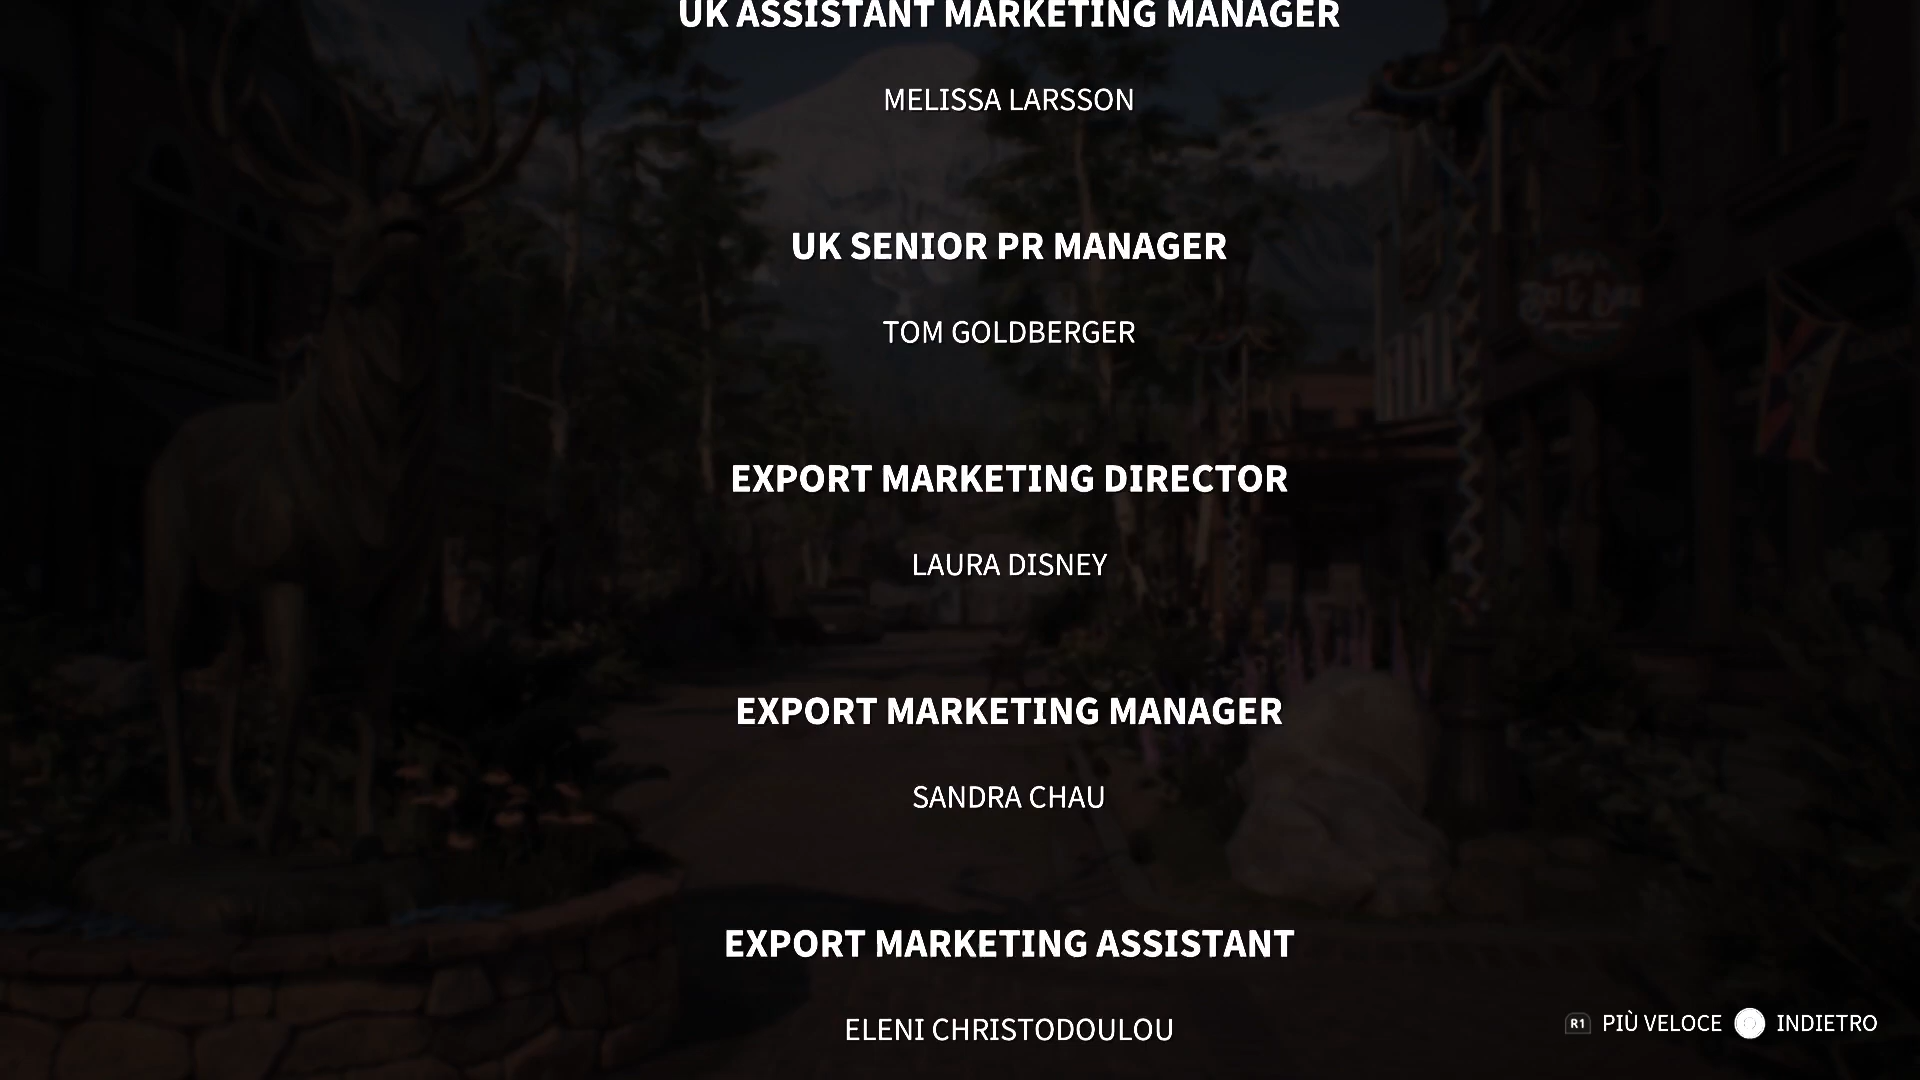 UK ASSISTANT MARKETING MANAGER
MELISSA LARSSON
UK SENIOR PR MANAGER
TOM GOLDBERGER
EXPORT MARKETING DIRECTOR
LAURA DISNEY
EXPORT MARKETING MANAGER
SANDRA CHAU
EXPORT MARKETING ASSISTANT
ELENI CHRISTODOULOU
R1 PIÙ VELOCE INDIETRO